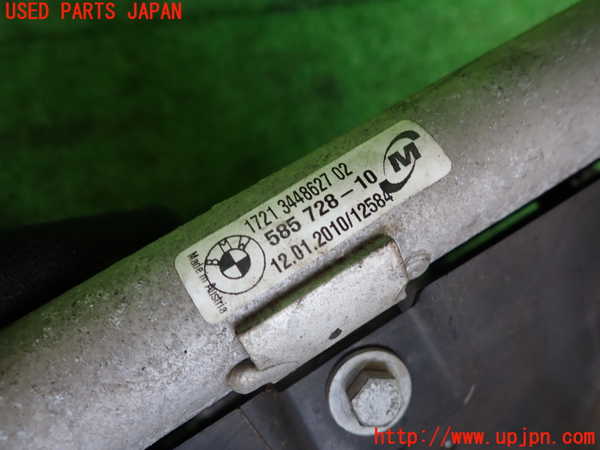 USED PARTS JAPAN
1721 3448627 02
585 728-10
12.01.2010/12584
M
BMW
Made in Austria
http://www.upjpn.com/